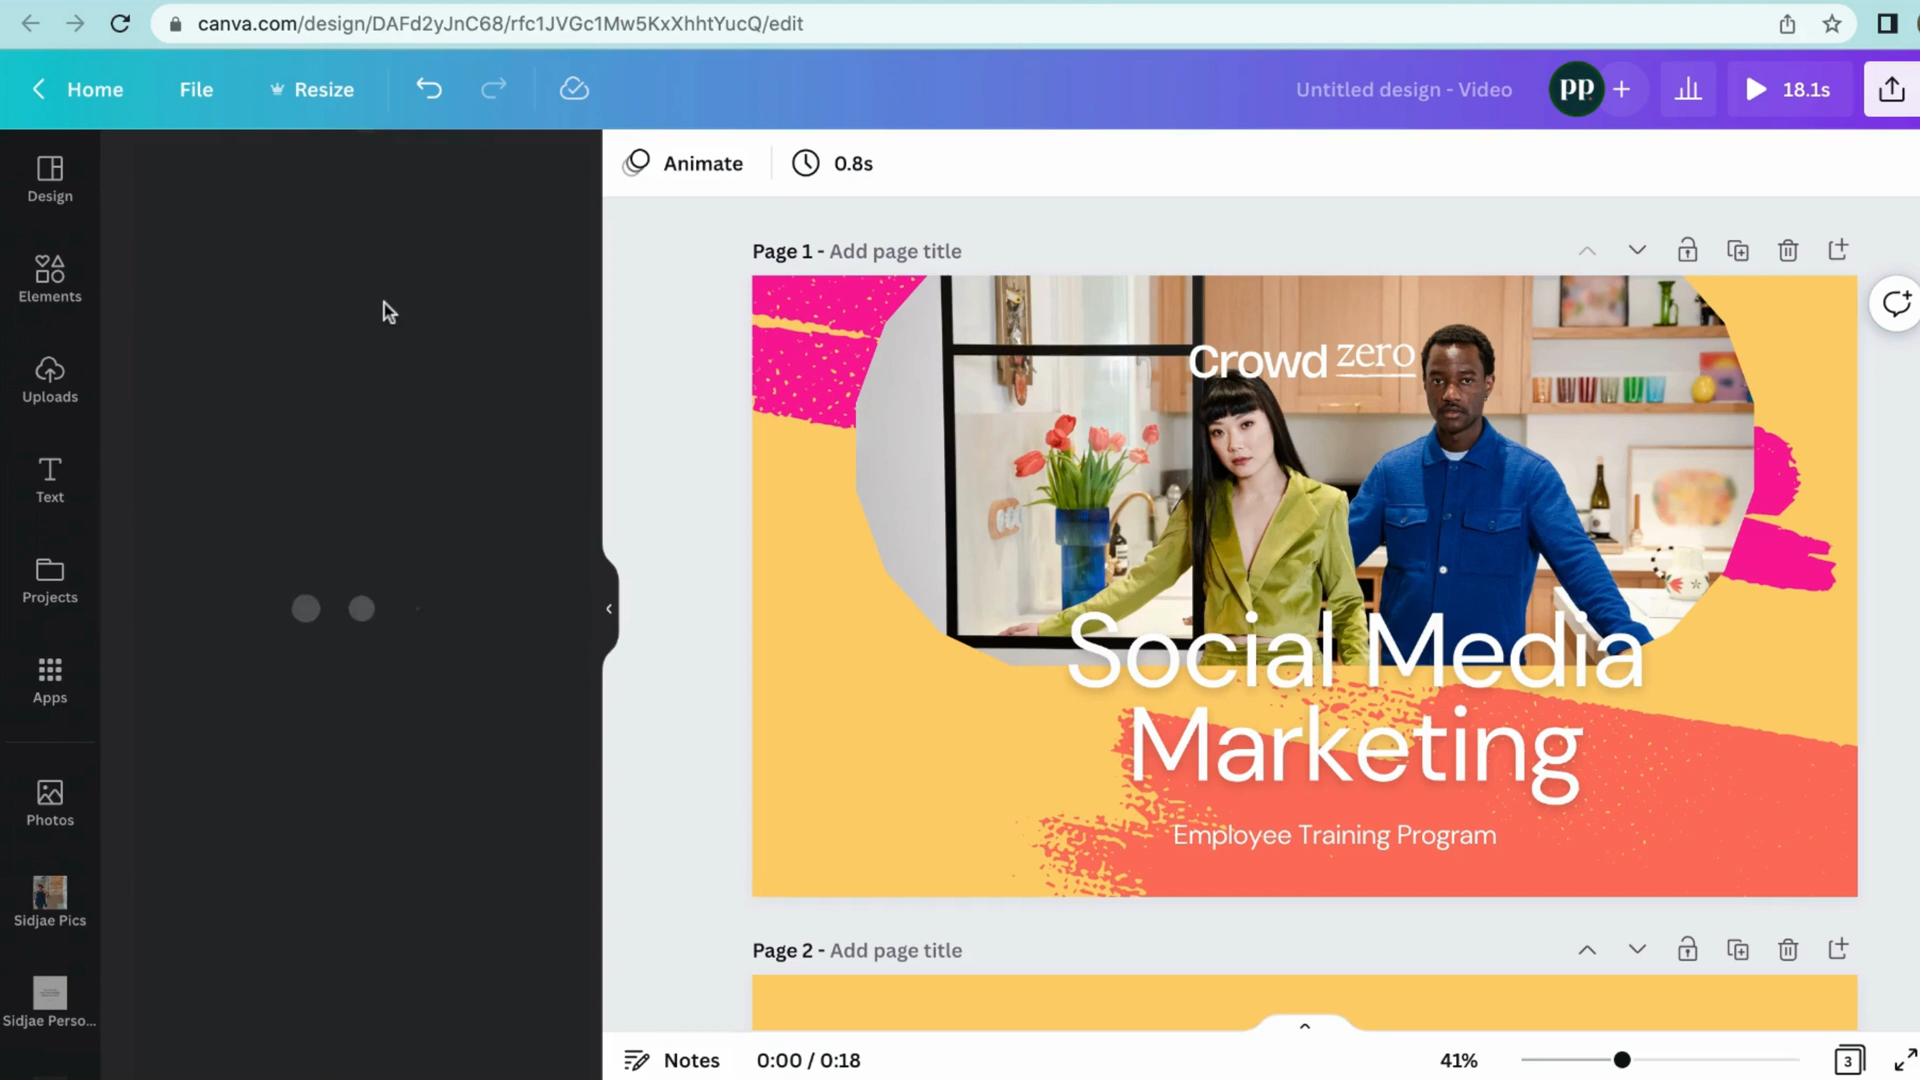 canva.com/design/DAFd2yJnC68/rfc1JVGc1Mw5KxXhhtYucQ/edit
Home File Resize Untitled design - Video pp. 18.1s
Design
Elements
Uploads
Text
Projects
Apps
Photos
Sidjae Pics
Sidjae Perso...
Animate 0.8s
Page 1 - Add page title
Crowd zero
Social Media
Marketing
Employee Training Program
Page 2 - Add page title
Notes 0:00 / 0:18 41% 3